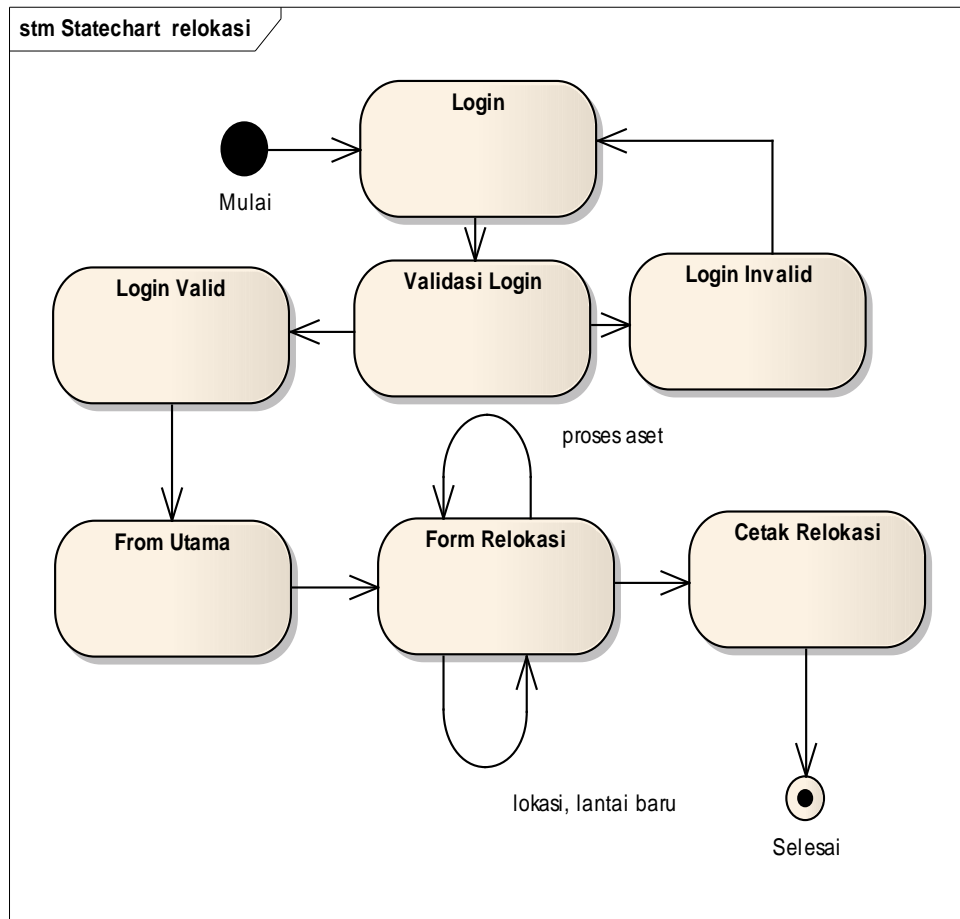 stm Statechart relokasi
Login
Mulai
Login Valid
Validasi Login
Login Invalid
proses aset
From Utama
Form Relokasi
Cetak Relokasi
lokasi, lantai baru
Selesai